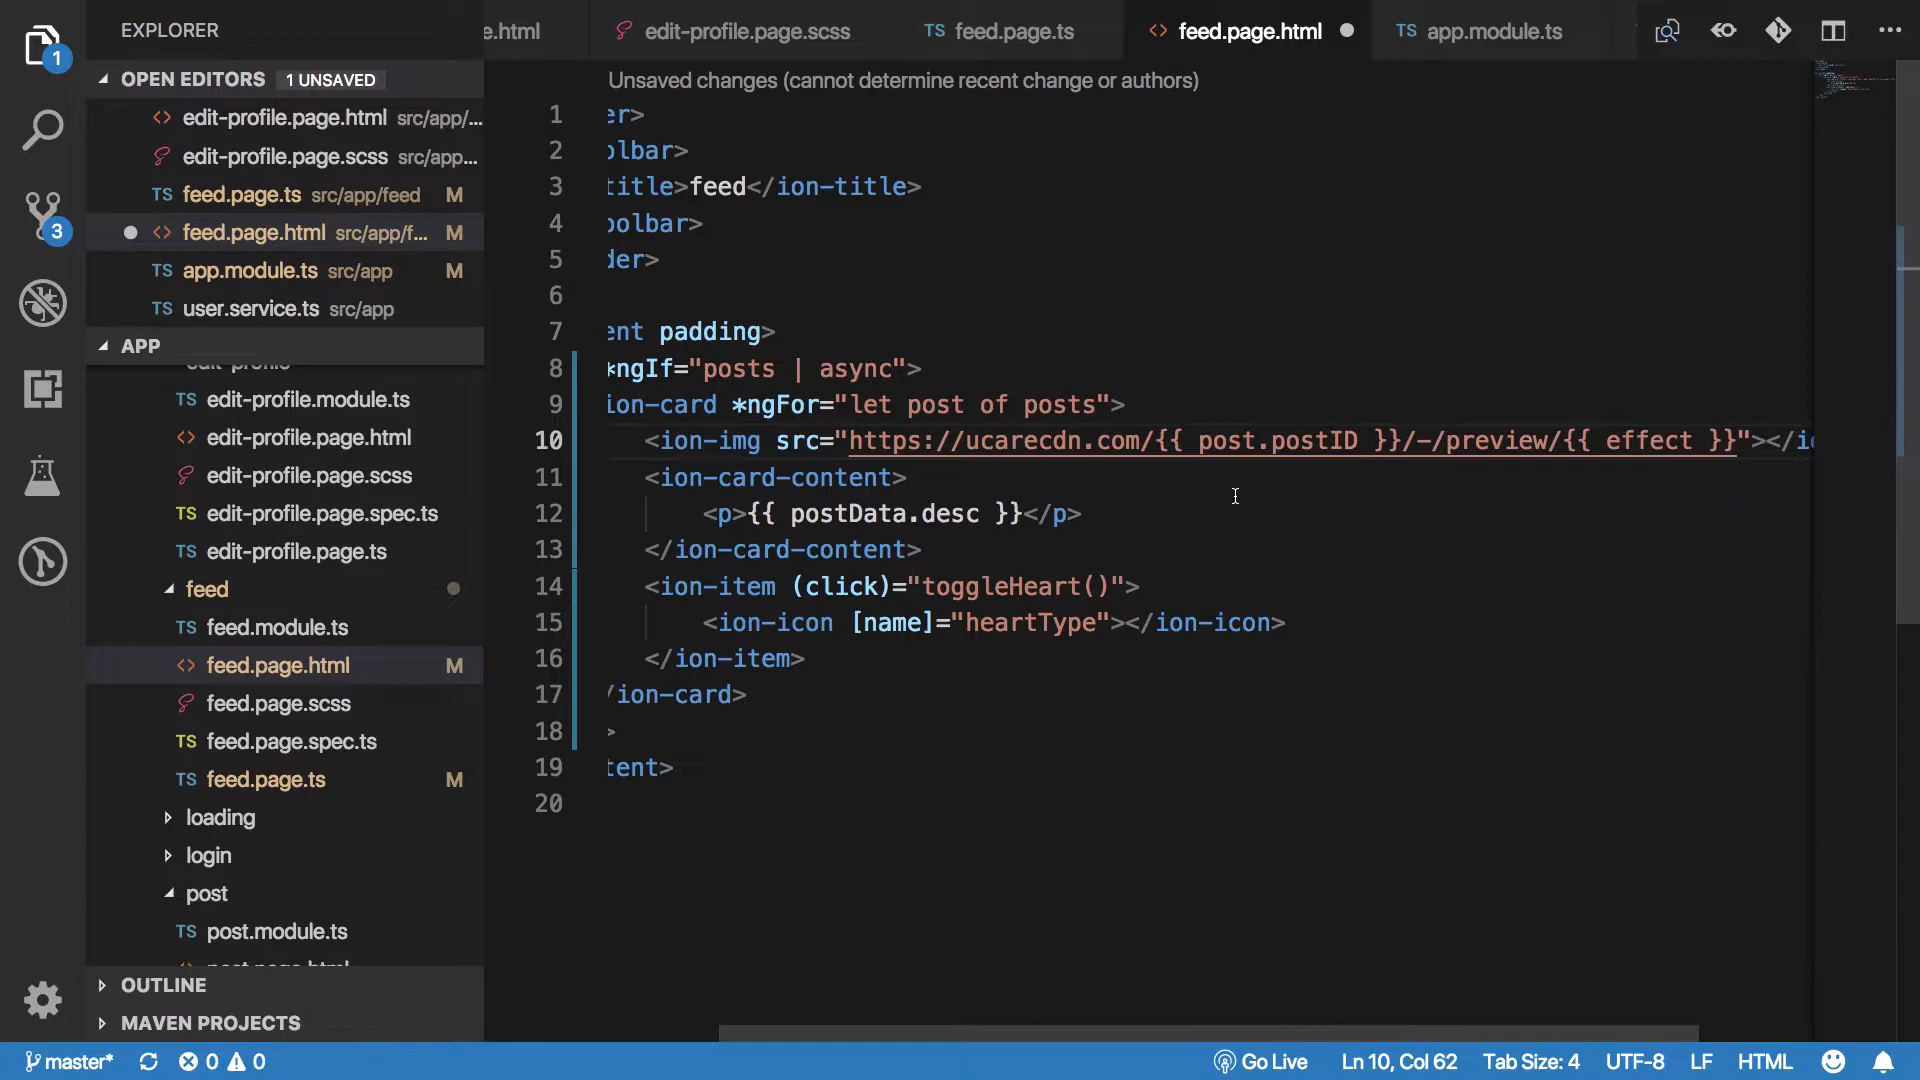 EXPLORER
OPEN EDITORS 1 UNSAVED
edit-profile.page.html src/app/...
edit-profile.page.scss src/app...
TS feed.page.ts src/app/feed M
feed.page.html src/app/f... M
TS app.module.ts src/app M
TS user.service.ts src/app
APP
edit-profile
TS edit-profile.module.ts
edit-profile.page.html
edit-profile.page.scss
TS edit-profile.page.spec.ts
TS edit-profile.page.ts
feed
TS feed.module.ts
feed.page.html M
feed.page.scss
TS feed.page.spec.ts
TS feed.page.ts M
loading
login
post
TS post.module.ts
post.page.html
OUTLINE
MAVEN PROJECTS
1
3
e.html
edit-profile.page.scss
TS feed.page.ts
<> feed.page.html
TS app.module.ts
Unsaved changes (cannot determine recent change or authors)
1 er>
2 olbar>
3 title>feed</ion-title>
4 oolbar>
5 der>
6
7 ent padding>
8 *ngIf="posts | async">
9 ion-card *ngFor="let post of posts">
10 <ion-img src="https://ucarecdn.com/{{ post.postID }}/-/preview/{{ effect }}"></io
11 <ion-card-content>
12 <p>{{ postData.desc }}</p>
13 </ion-card-content>
14 <ion-item (click)="toggleHeart()">
15 <ion-icon [name]="heartType"></ion-icon>
16 </ion-item>
17 /ion-card>
18 >
19 tent>
20
master* 0 0 Go Live Ln 10, Col 62 Tab Size: 4 UTF-8 LF HTML